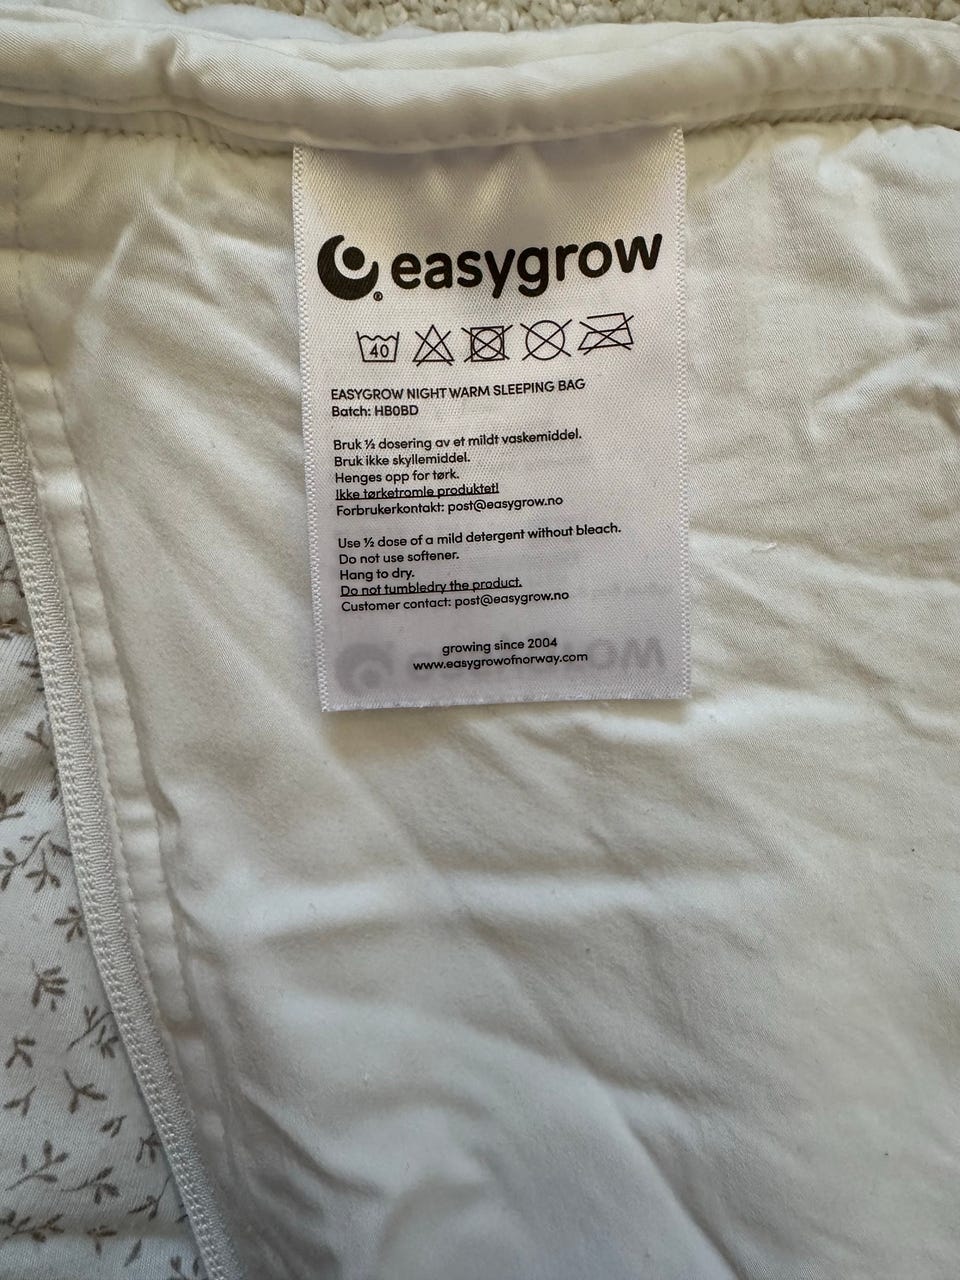 easygrow
®
40
EASYGROW NIGHT WARM SLEEPING BAG
Batch: HB0BD
Bruk ½ dosering av et mildt vaskemiddel.
Bruk ikke skyllemiddel.
Henges opp for tørk.
Ikke tørketromle produktet!
Forbrukerkontakt: post@easygrow.no
Use ½ dose of a mild detergent without bleach.
Do not use softener.
Hang to dry.
Do not tumbledry the product.
Customer contact: post@easygrow.no
growing since 2004
www.easygrowofnorway.com